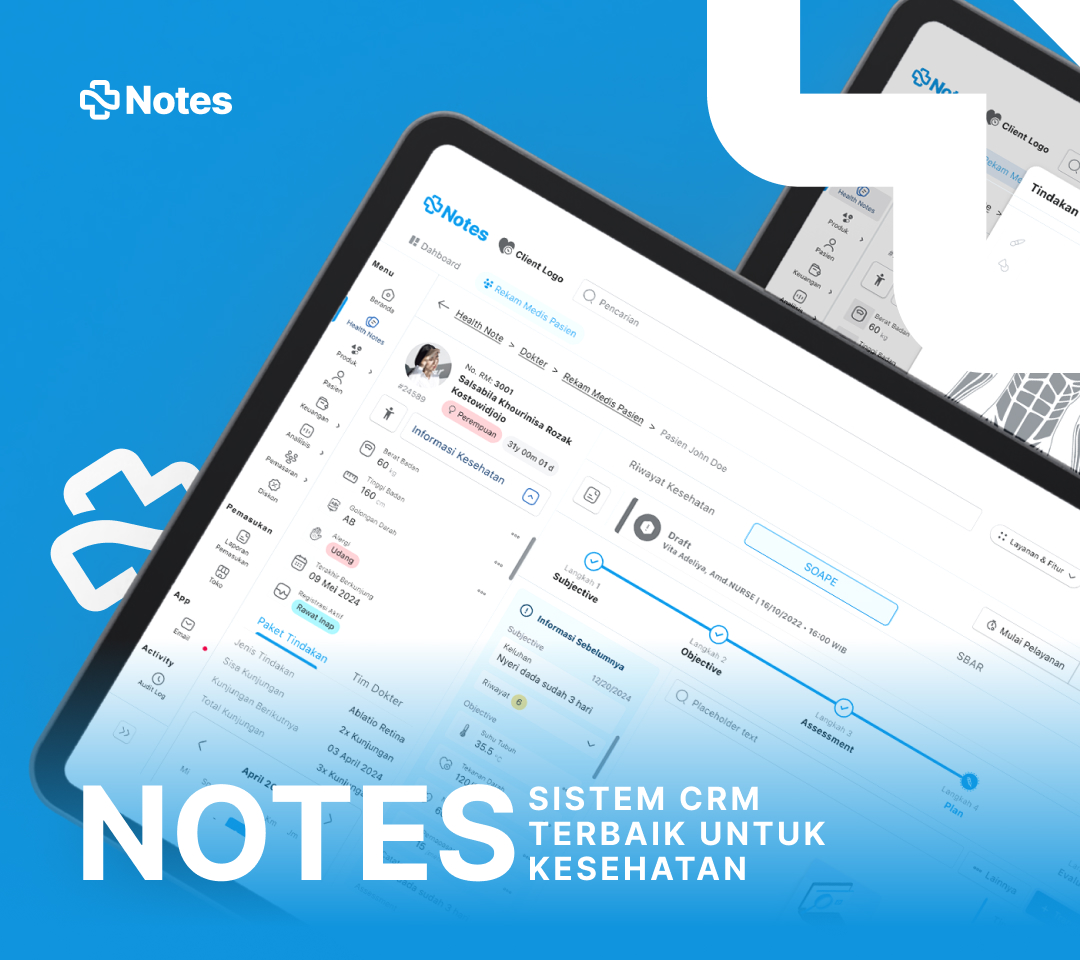 Notes
Notes
Client Logo
Pencarian
Dahboard
Rekam Medis Pasien
Menu
Beranda
Health Notes
Produk
Pasien
Keuangan
Analisis
Pemasaran
Diskon
Pemasukan
Laporan
Pemasukan
Toko
App
Email
Activity
Audit Log
Health Note > Dokter > Rekam Medis Pasien > Pasien John Doe
#24589
No. RM: 3001
Salsabila Khourinisa Rozak
Kostowidjojo
Perempuan
31y 00m 01 d
Informasi Kesehatan
Berat Badan
60 kg
Tinggi Badan
160 cm
Golongan Darah
AB
Alergi
Udang
Terakhir Berkunjung
09 Mei 2024
Registrasi Aktif
Rawat Inap
Paket Tindakan
Tim Dokter
Jenis Tindakan
Ablatio Retina
Sisa Kunjungan
2x Kunjungan
Kunjungan Berikutnya
03 April 2024
Total Kunjungan
Riwayat Kesehatan
Layanan & Fitur
Draft
Vita Adeliya, Amd.NURSE | 16/10/2022 • 16:00 WIB
Mulai Pelayanan
SOAPE
SBAR
Langkah 1
Subjective
Langkah 2
Objective
Langkah 3
Assessment
Langkah 4
Plan
Informasi Sebelumnya
Subjective
12/20/2024
Keluhan
Nyeri dada sudah 3 hari
Riwayat 6
Objective
Suhu Tubuh
35.5 °C
Tekanan Darah
Placeholder text
Lainnya
Client Logo
Tindakan
Health Notes
Produk
Pasien
Keuangan
Berat Badan
60 kg
NOTES
SISTEM CRM
TERBAIK UNTUK
KESEHATAN